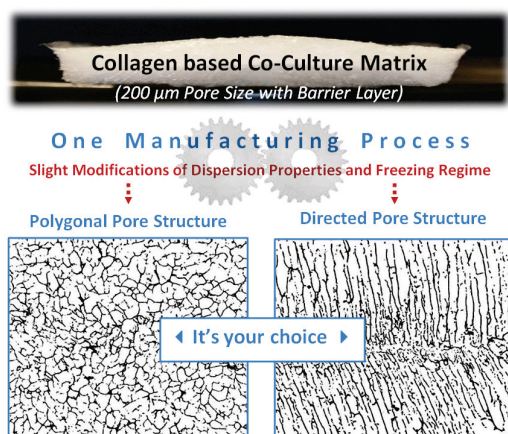 Collagen based Co-Culture Matrix
(200 µm Pore Size with Barrier Layer)
One Manufacturing Process
Slight Modifications of Dispersion Properties and Freezing Regime
Polygonal Pore Structure
Directed Pore Structure
It's your choice